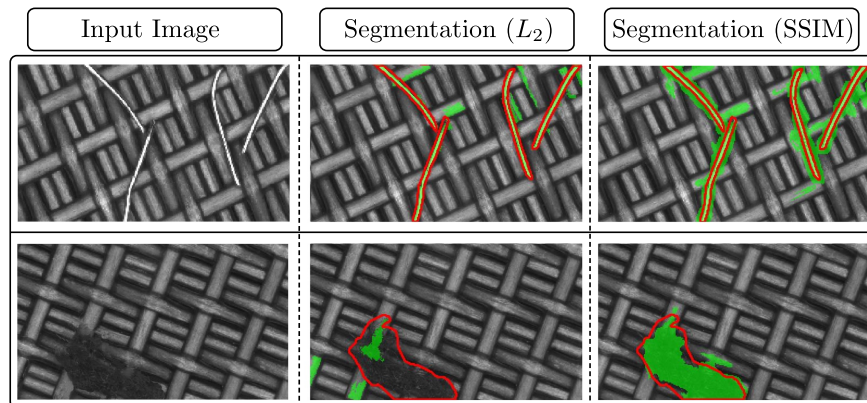 Input Image
Segmentation (L₂)
Segmentation (SSIM)